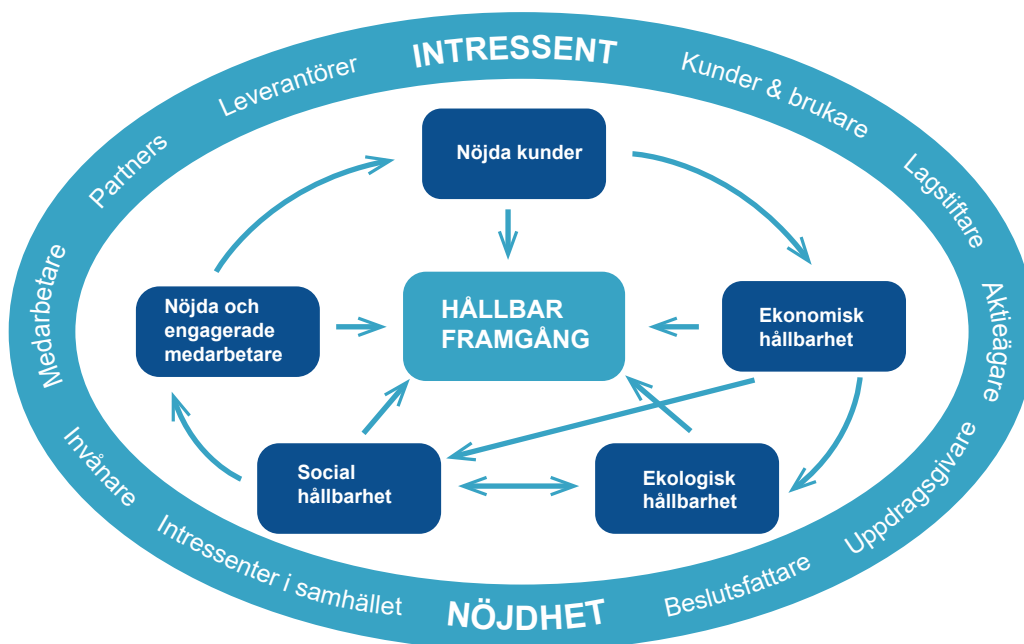 INTRESSENT
Kunder & brukare
Lagstiftare
Aktieägare
Uppdragsgivare
Beslutsfattare
NÖJDHET
Intressenter i samhället
Invånare
Medarbetare
Partners
Leverantörer
Nöjda kunder
Nöjda och
engagerade
medarbetare
HÅLLBAR
FRAMGÅNG
Ekonomisk
hållbarhet
Social
hållbarhet
Ekologisk
hållbarhet